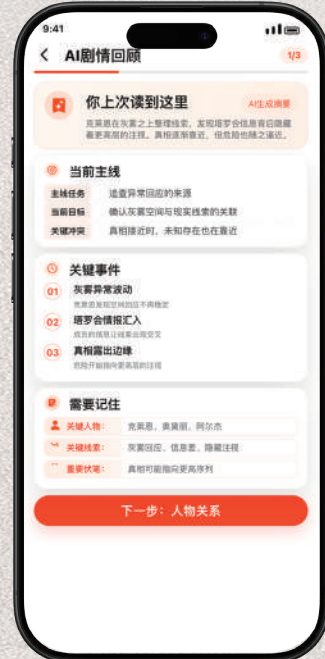 9:41
AI剧情回顾
1/3
你上次读到这里
AI生成摘要
克莱恩在灰雾之上整理线索，发现塔罗会信息背后隐藏
着更高层的注视。真相逐渐靠近，但危险也随之逼近。
当前主线
主线任务 追查异常回应的来源
当前目标 确认灰雾空间与现实线索的关联
关键冲突 真相接近时，未知存在也在靠近
关键事件
01 灰雾异常波动
克莱恩发现空间回应不再稳定
02 塔罗会情报汇入
成员的信息让线索出现交叉
03 真相露出边缘
危险开始指向更高层的注视
需要记住
关键人物： 克莱恩、奥黛丽、阿尔杰
关键线索： 灰雾回应、信息差、隐藏注视
重要伏笔： 真相可能指向更高序列
下一步：人物关系